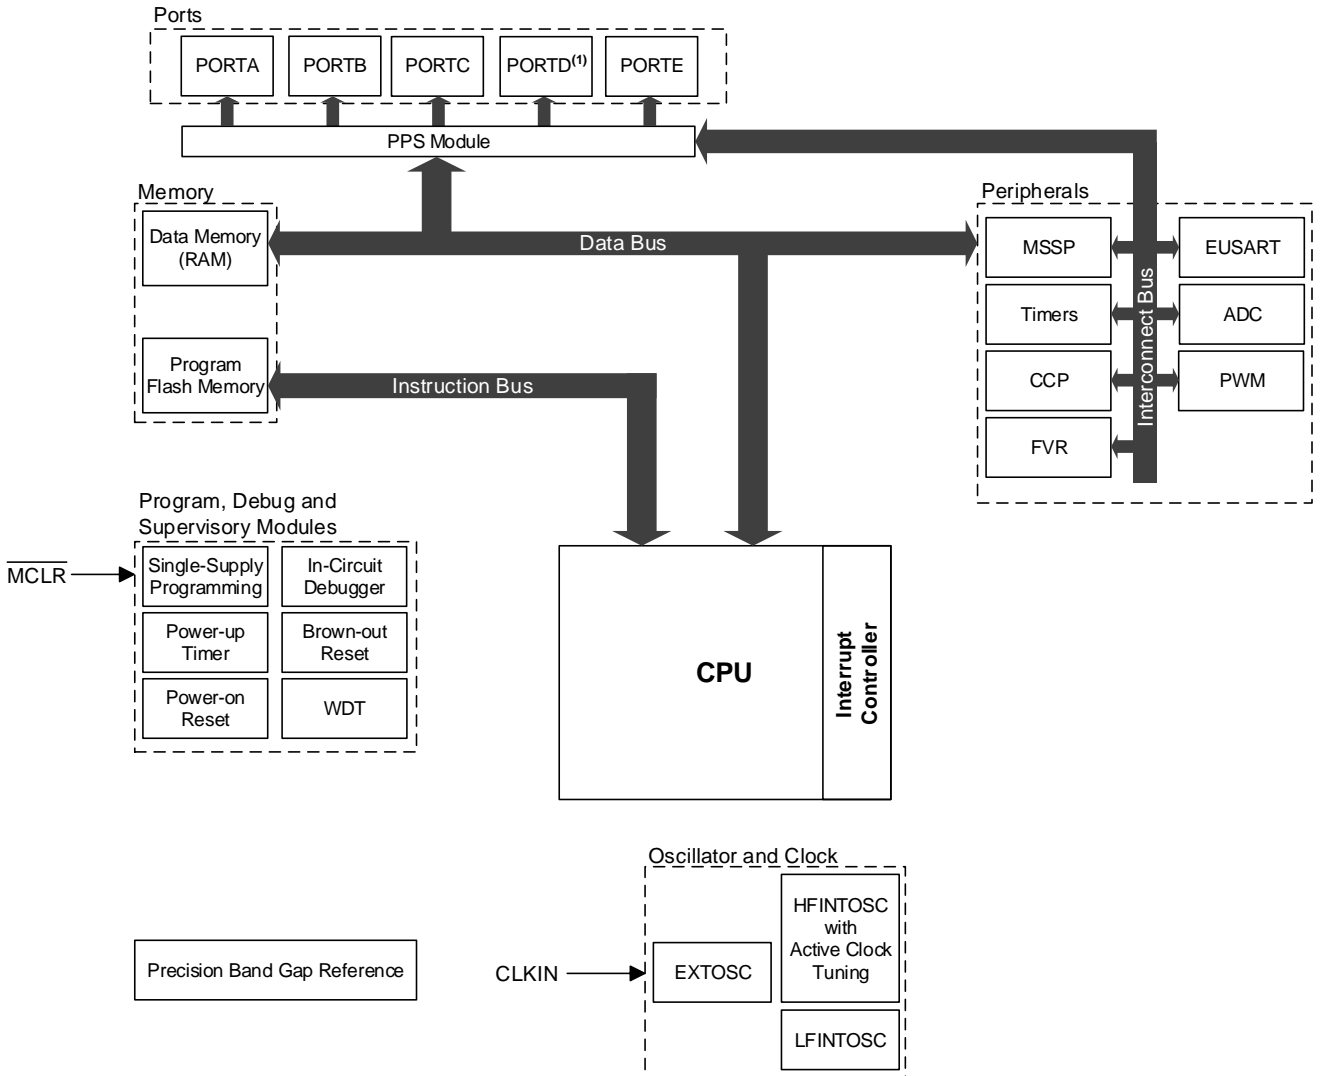 Ports
PORTA
PORTB
PORTC
PORTD(1)
PORTE
PPS Module
Memory
Data Memory
(RAM)
Program
Flash Memory
Data Bus
Instruction Bus
Peripherals
MSSP
EUSART
Timers
ADC
CCP
PWM
FVR
Interconnect Bus
Program, Debug and
Supervisory Modules
MCLR
Single-Supply
Programming
In-Circuit
Debugger
Power-up
Timer
Brown-out
Reset
Power-on
Reset
WDT
CPU
Interrupt
Controller
Oscillator and Clock
HFINTOSC
with
Active Clock
Tuning
Precision Band Gap Reference
CLKIN
EXTOSC
LFINTOSC